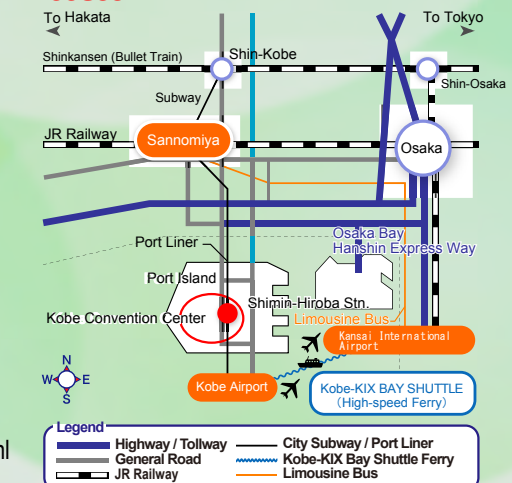 To Hakata
To Tokyo
Shinkansen (Bullet Train)
Shin-Kobe
Shin-Osaka
Subway
JR Railway
Sannomiya
Osaka
Osaka Bay
Hanshin Express Way
Port Liner
Port Island
Shimin-Hiroba Stn.
Kobe Convention Center
Limousine Bus
Kansai International
Airport
N
W E
S
Kobe Airport
Kobe-KIX BAY SHUTTLE
(High-speed Ferry)
Legend
Highway / Tollway
City Subway / Port Liner
General Road
Kobe-KIX Bay Shuttle Ferry
JR Railway
Limousine Bus